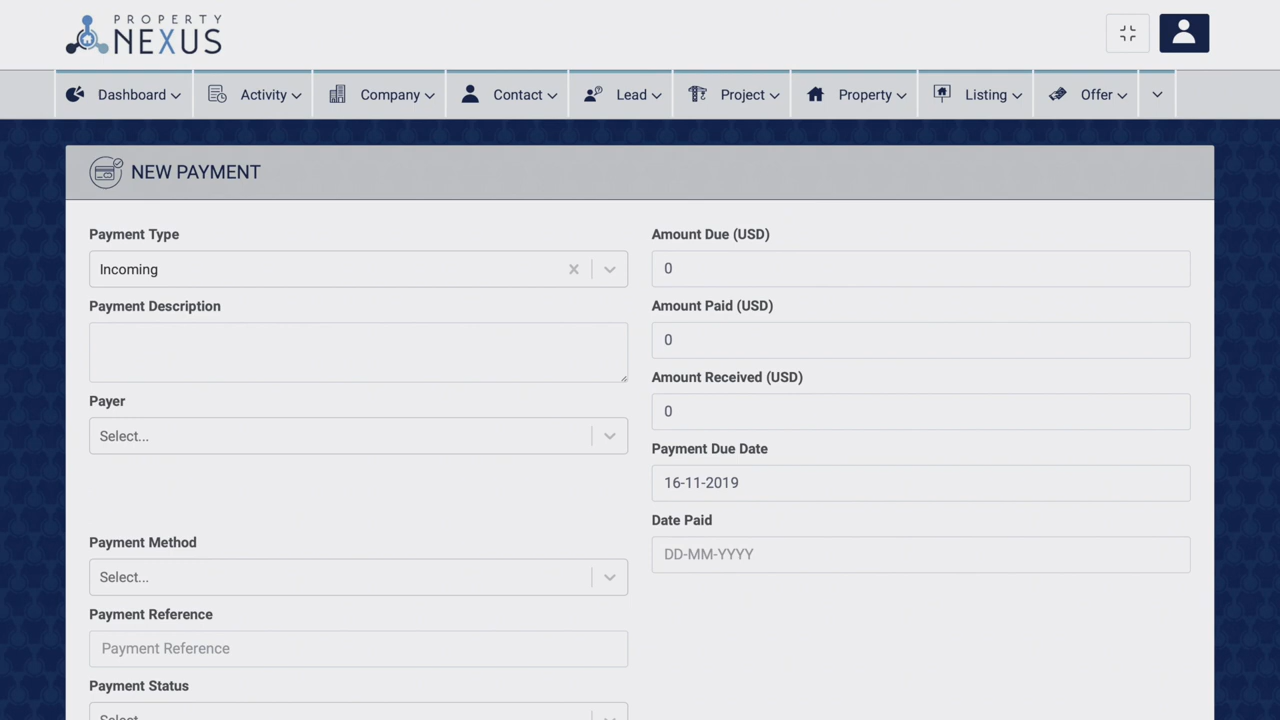 PROPERTY
NEXUS
Dashboard
Activity
Company
Contact
Lead
Project
Property
Listing
Offer
NEW PAYMENT
Payment Type
Incoming
Payment Description
Payer
Select...
Payment Method
Select...
Payment Reference
Payment Reference
Payment Status
Select...
Amount Due (USD)
0
Amount Paid (USD)
0
Amount Received (USD)
0
Payment Due Date
16-11-2019
Date Paid
DD-MM-YYYY